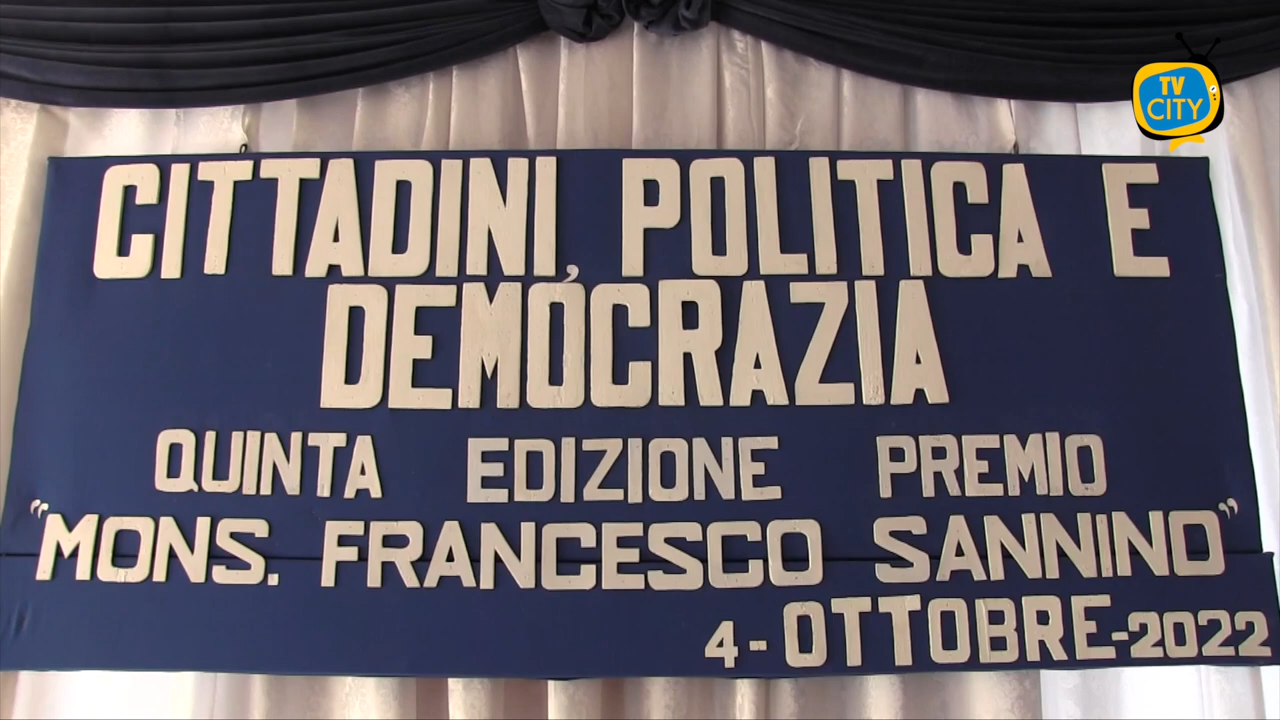 TV
CITY
CITTADINI, POLITICA E
DEMOCRAZIA
QUINTA EDIZIONE PREMIO
"MONS. FRANCESCO SANNINO"
4-OTTOBRE-2022